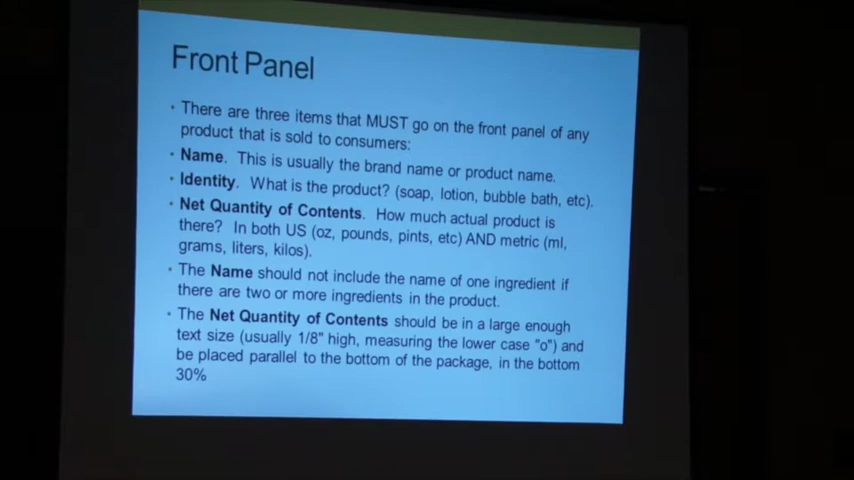 Front Panel
• There are three items that MUST go on the front panel of any
product that is sold to consumers:
• Name. This is usually the brand name or product name.
• Identity. What is the product? (soap, lotion, bubble bath, etc).
• Net Quantity of Contents. How much actual product is
there? In both US (oz, pounds, pints, etc) AND metric (ml,
grams, liters, kilos).
• The Name should not include the name of one ingredient if
there are two or more ingredients in the product.
• The Net Quantity of Contents should be in a large enough
text size (usually 1/8" high, measuring the lower case "o") and
be placed parallel to the bottom of the package, in the bottom
30%